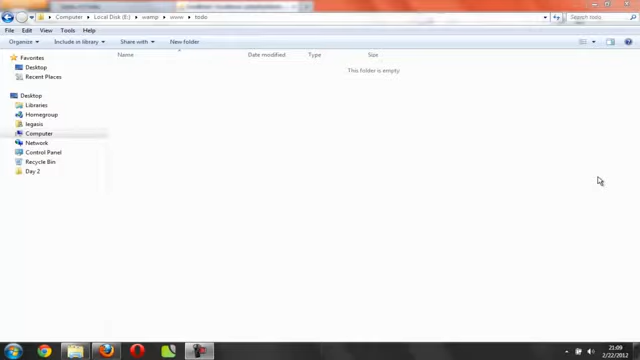 Computer ▸ Local Disk (E:) ▸ wamp ▸ www ▸ todo
Search todo
File Edit View Tools Help
Organize Include in library Share with New folder
Name Date modified Type Size
This folder is empty
Favorites
Desktop
Recent Places
Desktop
Libraries
Homegroup
legasis
Computer
Network
Control Panel
Recycle Bin
Day 2
21:09
2/22/2012